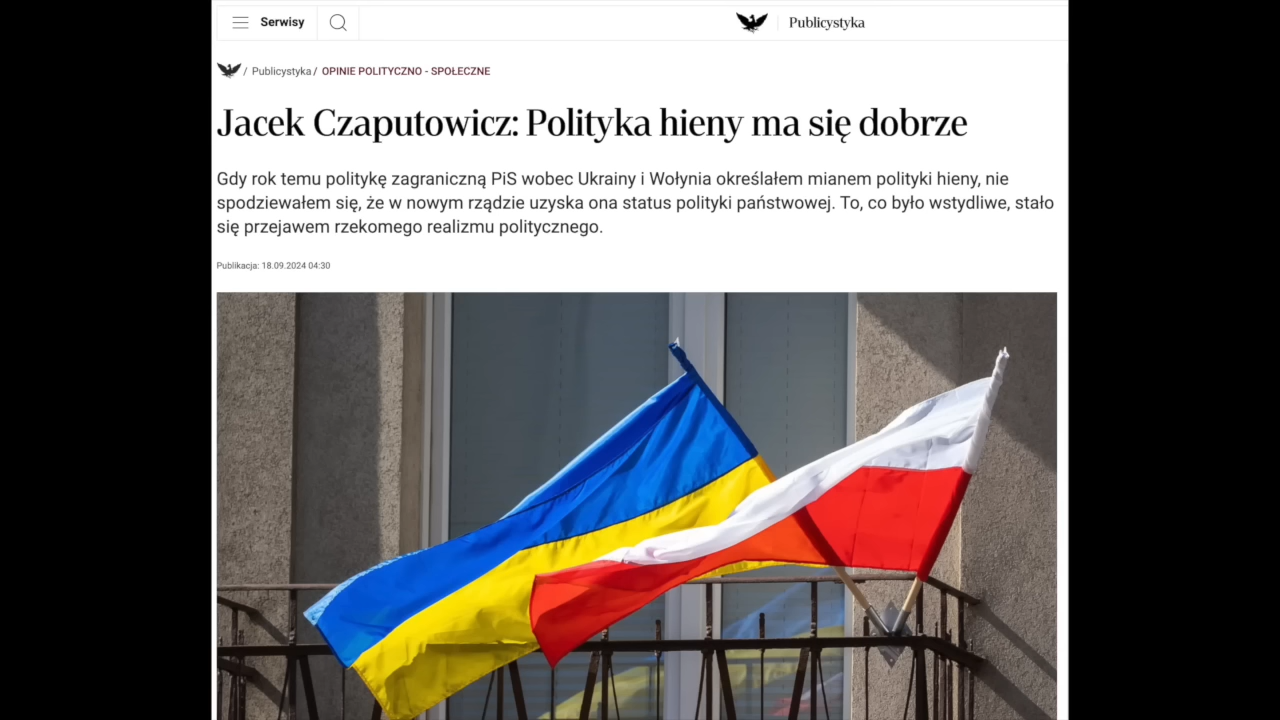 Serwisy
Publicystyka
/ Publicystyka / OPINIE POLITYCZNO - SPOŁECZNE
Jacek Czaputowicz: Polityka hieny ma się dobrze
Gdy rok temu politykę zagraniczną PiS wobec Ukrainy i Wołynia określałem mianem polityki hieny, nie
spodziewałem się, że w nowym rządzie uzyska ona status polityki państwowej. To, co było wstydliwe, stało
się przejawem rzekomego realizmu politycznego.
Publikacja: 18.09.2024 04:30